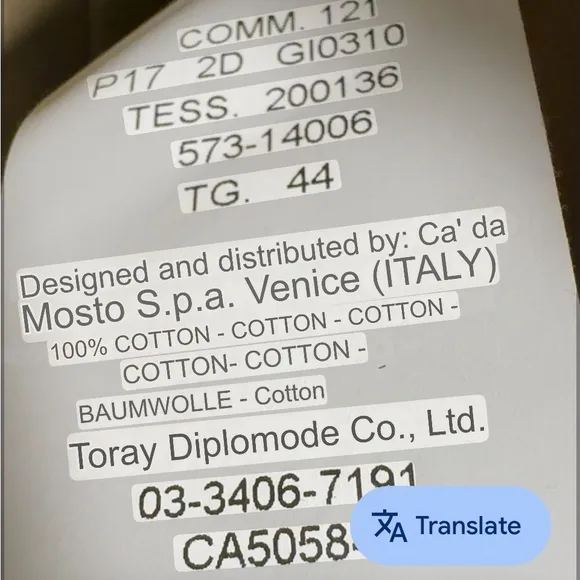 COMM. 121
P17 2D GI0310
TESS. 200136
573-14006
TG. 44
Designed and distributed by: Ca' da
Mosto S.p.a. Venice (ITALY)
100% COTTON - COTTON - COTTON -
COTTON- COTTON -
BAUMWOLLE - Cotton
Toray Diplomode Co., Ltd.
03-3406-7191
Translate